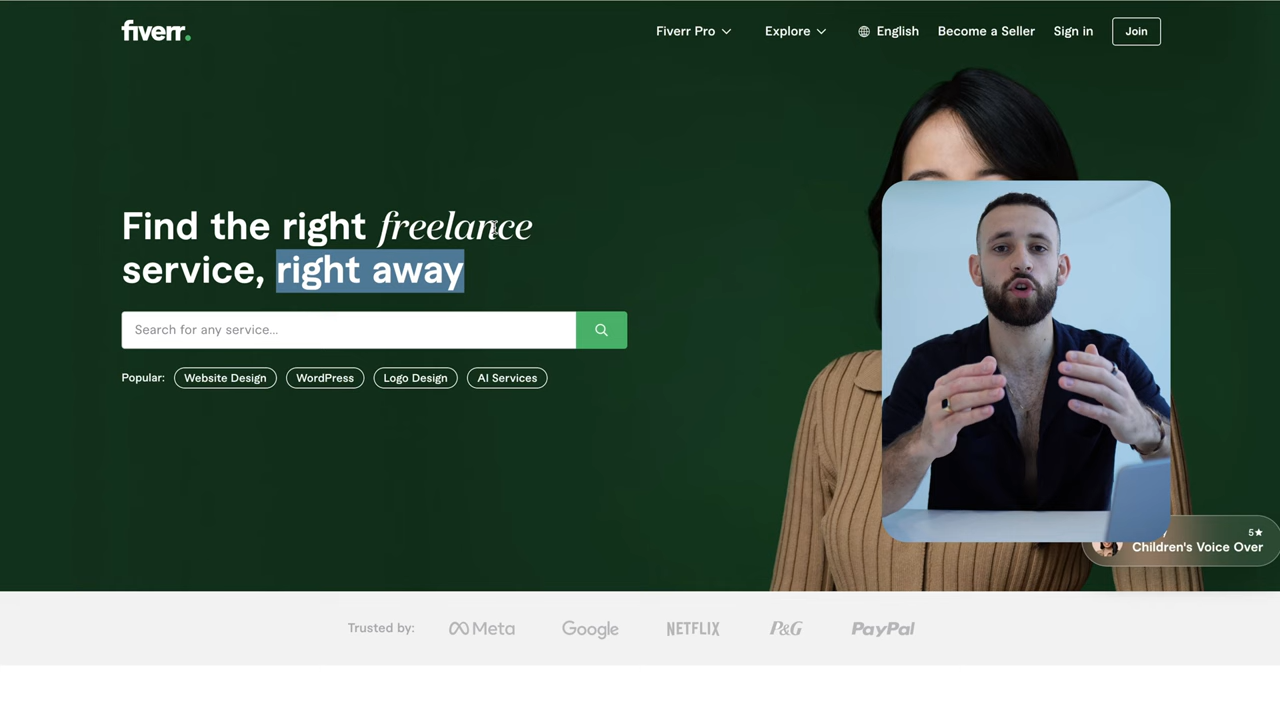 fiverr.
Fiverr Pro
Explore
English
Become a Seller
Sign in
Join
Find the right freelance
service, right away
Search for any service...
Popular:
Website Design
WordPress
Logo Design
AI Services
5★
Children's Voice Over
Trusted by:
Meta
Google
NETFLIX
P&G
PayPal